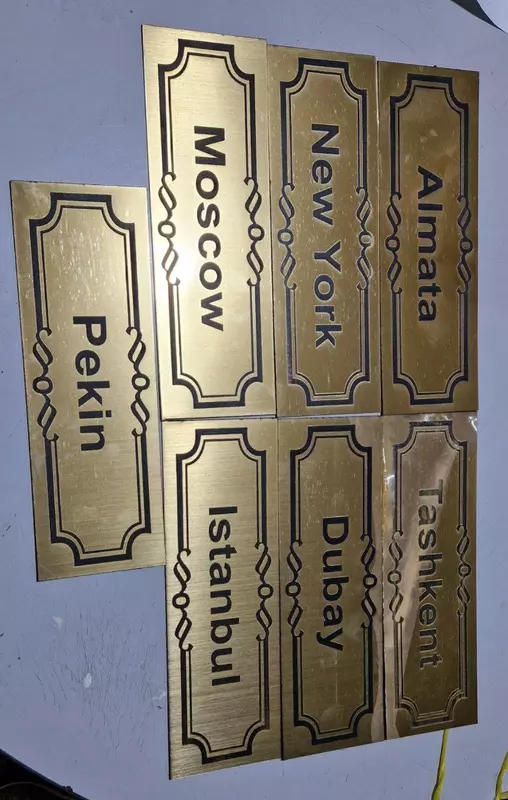 Almata
New York
Moscow
Tashkent
Dubay
Istanbul
Pekin